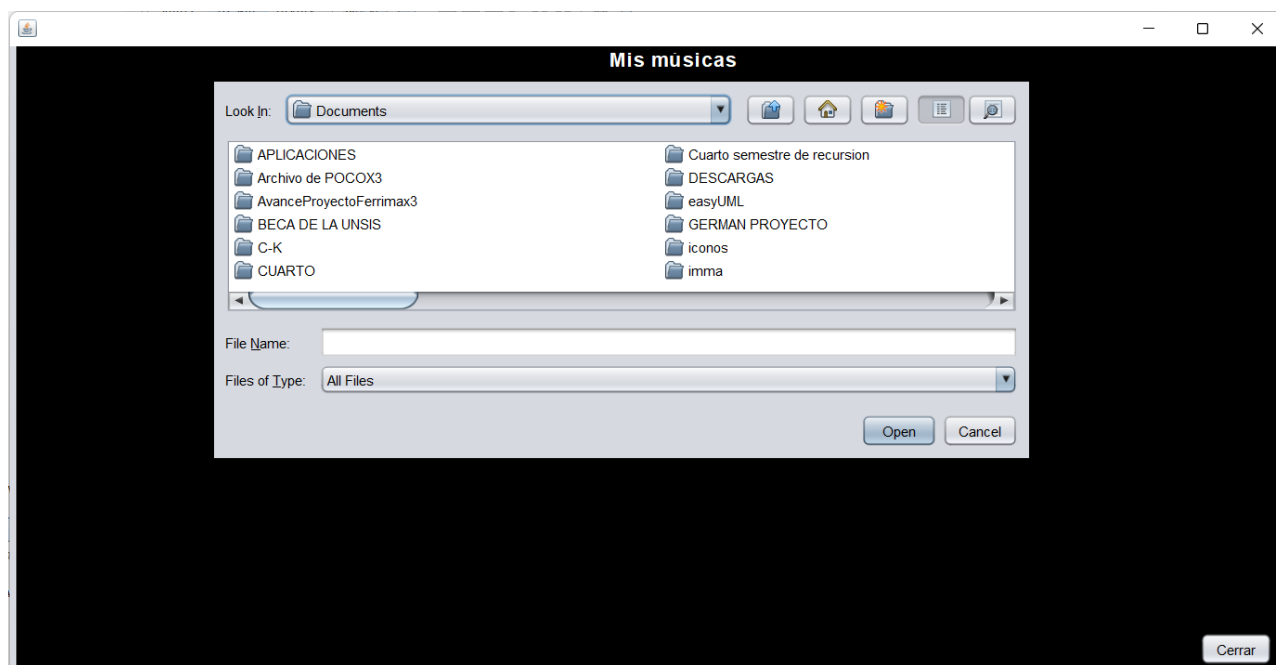 Mis músicas
Look In: Documents
APLICACIONES
Archivo de POCOX3
AvanceProyectoFerrimax3
BECA DE LA UNSIS
C-K
CUARTO
Cuarto semestre de recursion
DESCARGAS
easyUML
GERMAN PROYECTO
iconos
imma
File Name:
Files of Type: All Files
Open Cancel
Cerrar